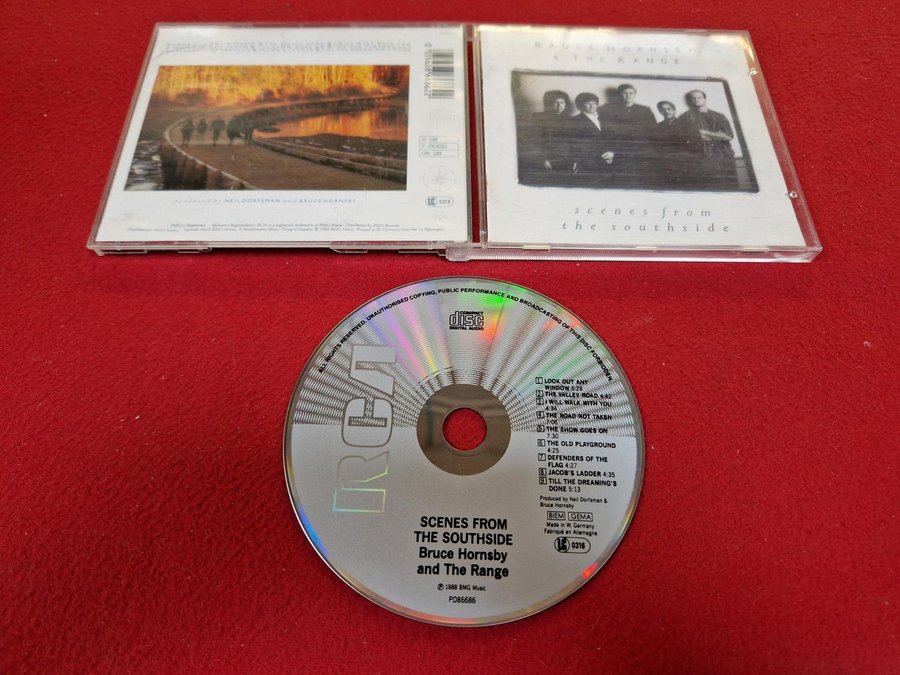 BRUCE HORNSBY
& THE RANGE
scenes from
the southside
produced by NEIL DORFSMAN and BRUCE HORNSBY
LC 0316
ALL RIGHTS RESERVED. UNAUTHORISED COPYING, PUBLIC PERFORMANCE AND BROADCASTING OF THIS DISC FORBIDDEN.
COMPACT
disc
DIGITAL AUDIO
RCA
1 LOOK OUT ANY
WINDOW 5:28
2 THE VALLEY ROAD 4:42
3 I WILL WALK WITH YOU
4:34
4 THE ROAD NOT TAKEN
7:06
5 THE SHOW GOES ON
7:30
6 THE OLD PLAYGROUND
4:25
7 DEFENDERS OF THE
FLAG 4:27
8 JACOB'S LADDER 4:35
9 TILL THE DREAMING'S
DONE 5:13
Produced by Neil Dorfsman &
Bruce Hornsby
BIEM GEMA
Made in W. Germany
Fabriqué en Allemagne
LC 0316
SCENES FROM
THE SOUTHSIDE
Bruce Hornsby
and The Range
℗ 1988 BMG Music
PD86686